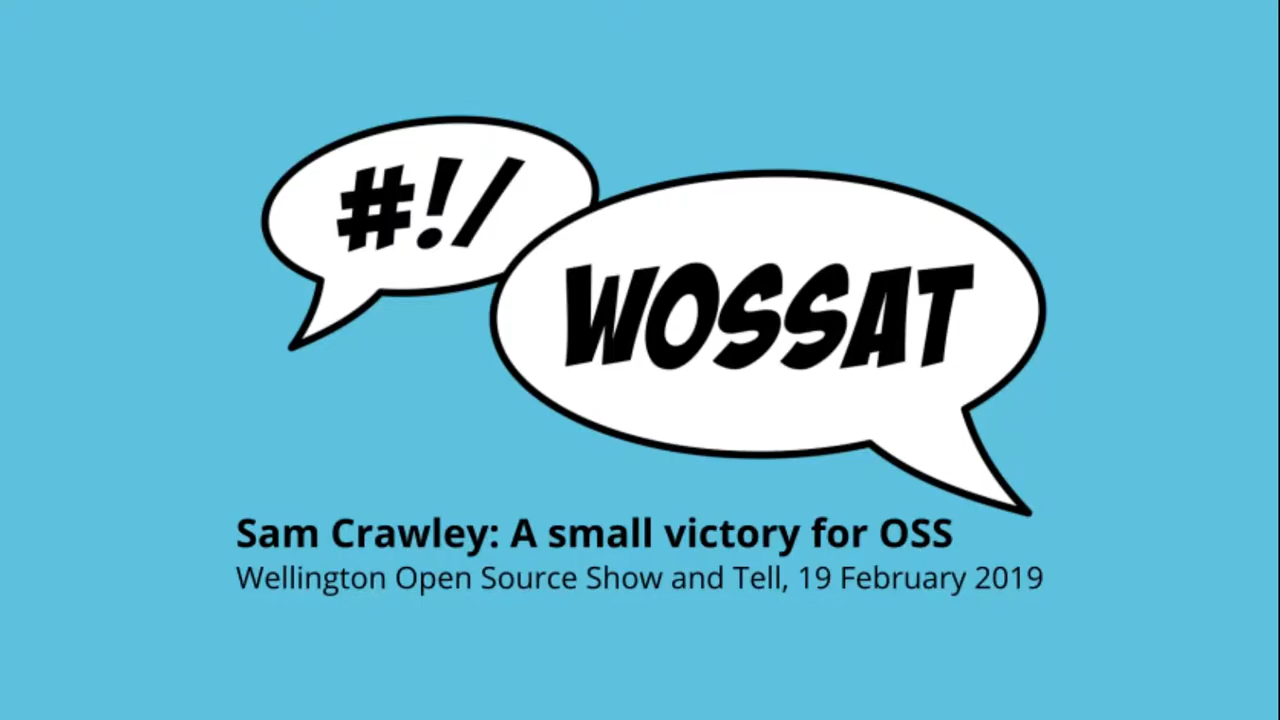 #!/
WOSSAT
Sam Crawley: A small victory for OSS
Wellington Open Source Show and Tell, 19 February 2019